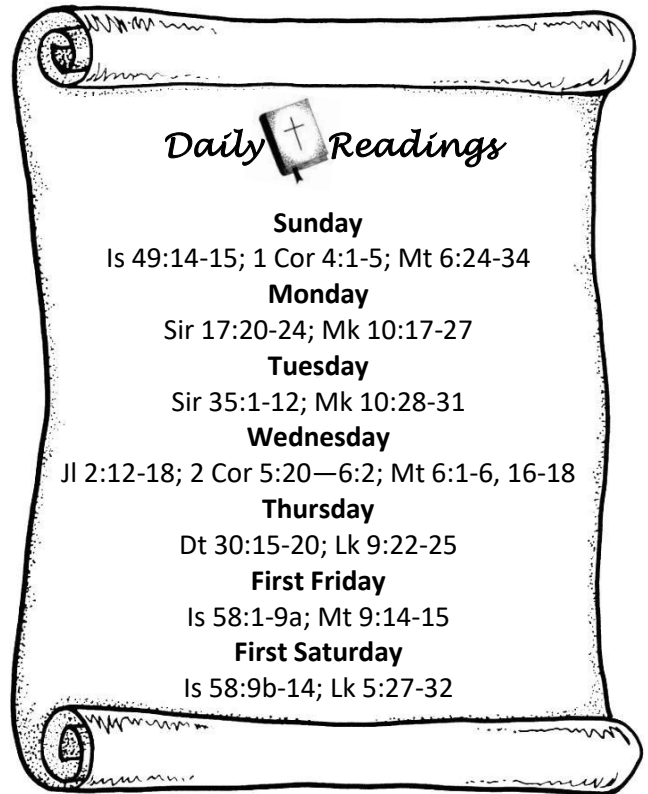 Daily Readings
Sunday
Is 49:14-15; 1 Cor 4:1-5; Mt 6:24-34
Monday
Sir 17:20-24; Mk 10:17-27
Tuesday
Sir 35:1-12; Mk 10:28-31
Wednesday
Jl 2:12-18; 2 Cor 5:20—6:2; Mt 6:1-6, 16-18
Thursday
Dt 30:15-20; Lk 9:22-25
First Friday
Is 58:1-9a; Mt 9:14-15
First Saturday
Is 58:9b-14; Lk 5:27-32